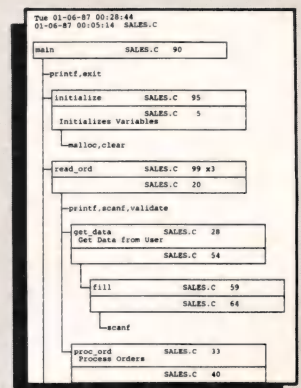 Tue 01-06-87 00:28:44
01-06-87 00:05:14 SALES.C
main SALES.C 90
printf,exit
initialize SALES.C 95
SALES.C 5
Initializes Variables
malloc,clear
read_ord SALES.C 99 x3
SALES.C 20
printf,scanf,validate
get_data SALES.C 28
Get Data from User
SALES.C 54
fill SALES.C 59
SALES.C 64
scanf
proc_ord SALES.C 33
Process Orders
SALES.C 40